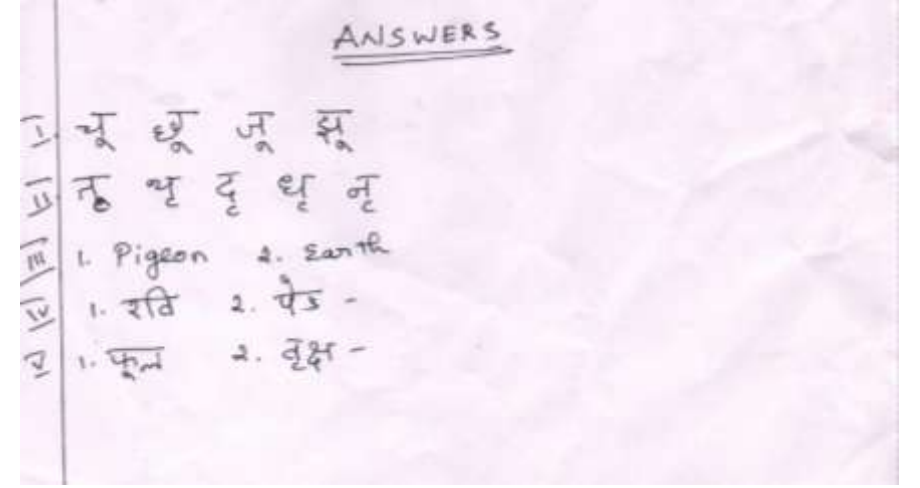 ANSWERS
I. चू छू जू झू
II. तृ थृ दृ धृ नृ
III 1. Pigeon 2. Earth
IV 1. रवि 2. पेड -
V 1. फूल 2. वृक्ष -